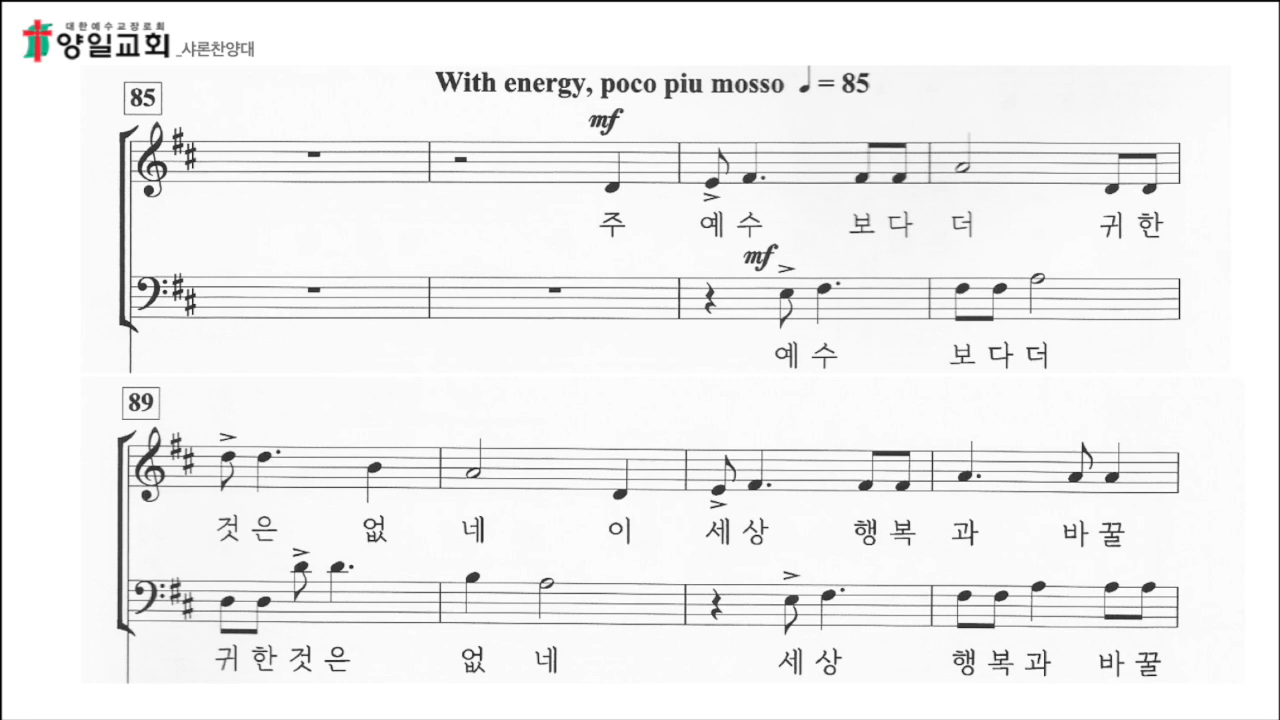 대한예수교장로회
양일교회_샤론찬양대
85
With energy, poco piu mosso ♩= 85
mf
주 예 수 보 다 더 귀 한
mf
예 수 보 다 더
89
것 은 없 네 이 세 상 행 복 과 바 꿀
귀 한 것 은 없 네 세 상 행 복 과 바 꿀